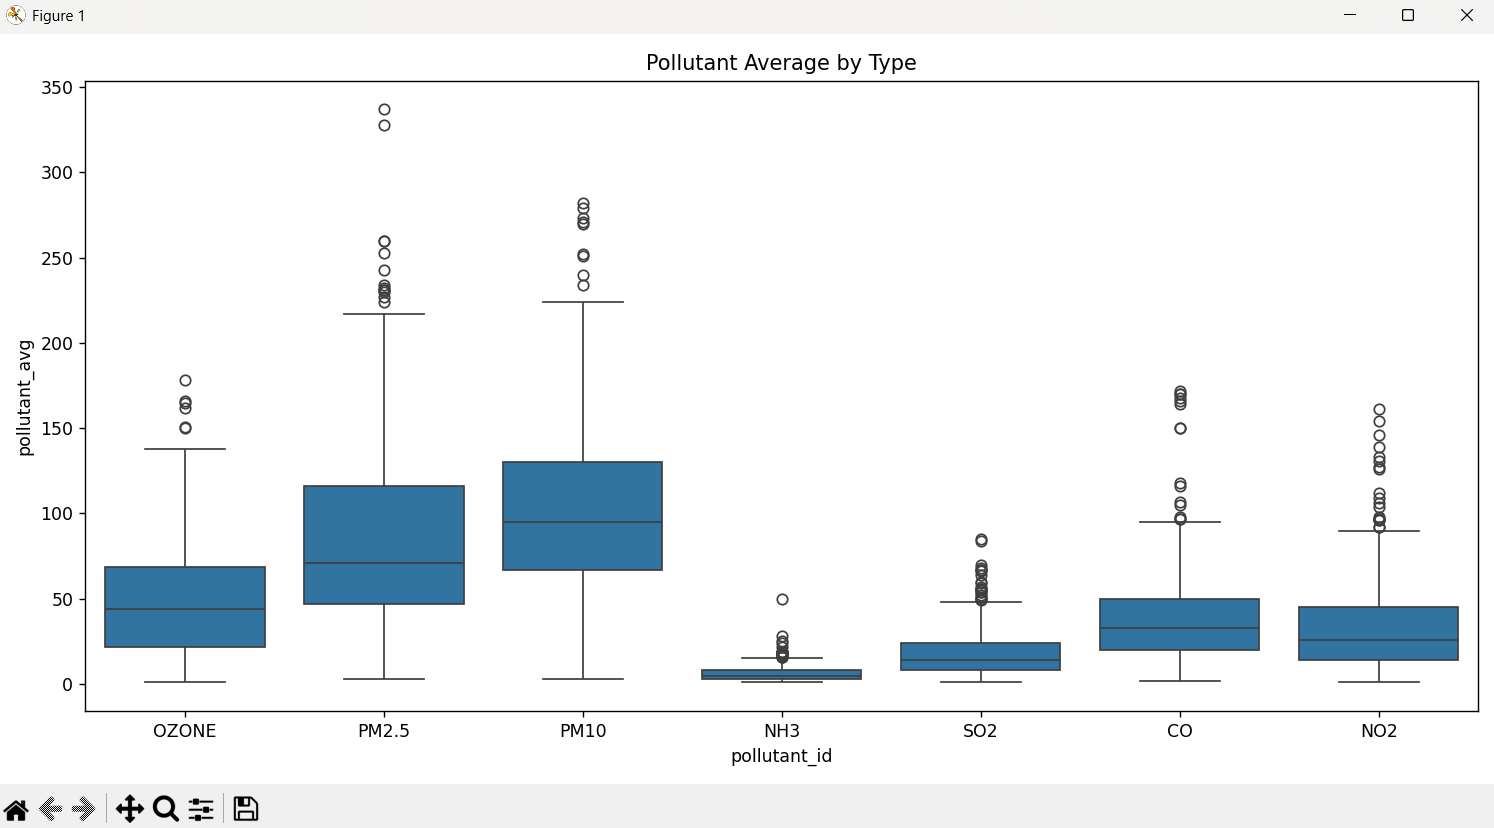 Figure 1
Pollutant Average by Type
350
300
250
200
150
100
50
0
pollutant_avg
OZONE PM2.5 PM10 NH3 SO2 CO NO2
pollutant_id